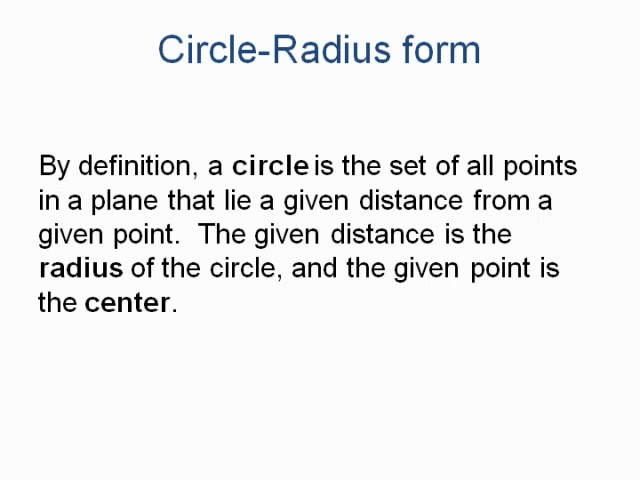 Circle-Radius form
By definition, a circle is the set of all points
in a plane that lie a given distance from a
given point.  The given distance is the
radius of the circle, and the given point is
the center.